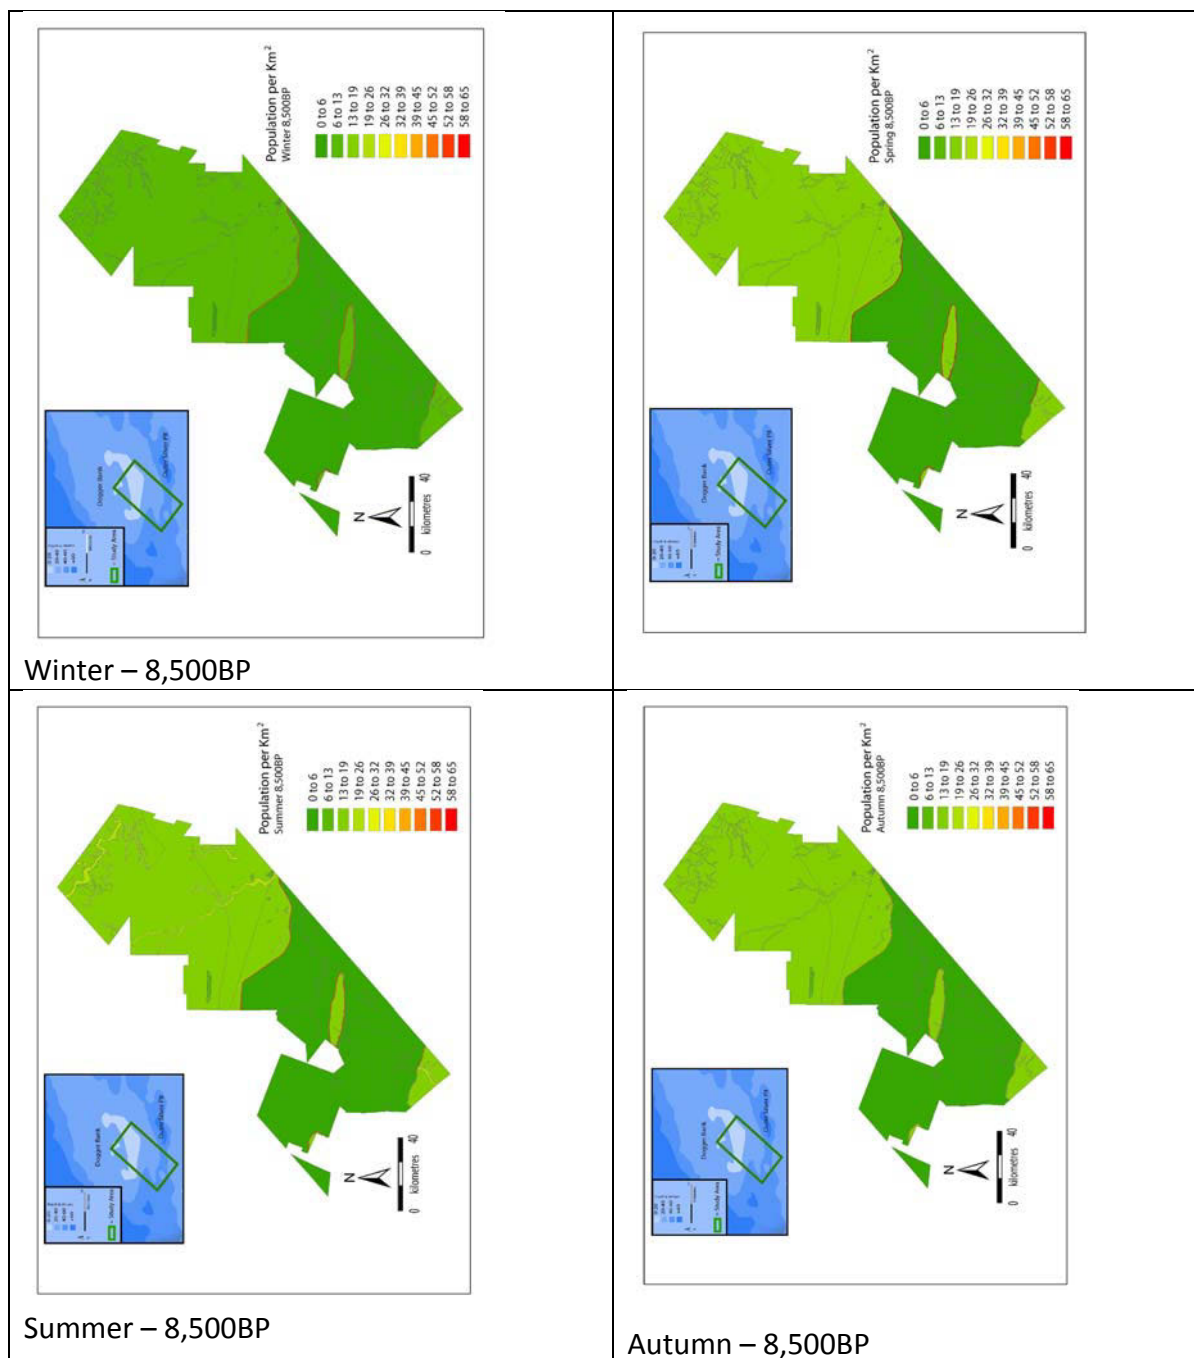 Population per Km²
Winter 8,500BP
0 to 6
6 to 13
13 to 19
19 to 26
26 to 32
32 to 39
39 to 45
45 to 52
52 to 58
58 to 65
Dogger Bank
= Study Area
N
0 40
kilometres
Winter – 8,500BP
Population per Km²
Spring 8,500BP
0 to 6
6 to 13
13 to 19
19 to 26
26 to 32
32 to 39
39 to 45
45 to 52
52 to 58
58 to 65
Dogger Bank
= Study Area
N
0 40
kilometres
Population per Km²
Summer 8,500BP
0 to 6
6 to 13
13 to 19
19 to 26
26 to 32
32 to 39
39 to 45
45 to 52
52 to 58
58 to 65
Dogger Bank
= Study Area
N
0 40
kilometres
Summer – 8,500BP
Population per Km²
Autumn 8,500BP
0 to 6
6 to 13
13 to 19
19 to 26
26 to 32
32 to 39
39 to 45
45 to 52
52 to 58
58 to 65
Dogger Bank
= Study Area
N
0 40
kilometres
Autumn – 8,500BP